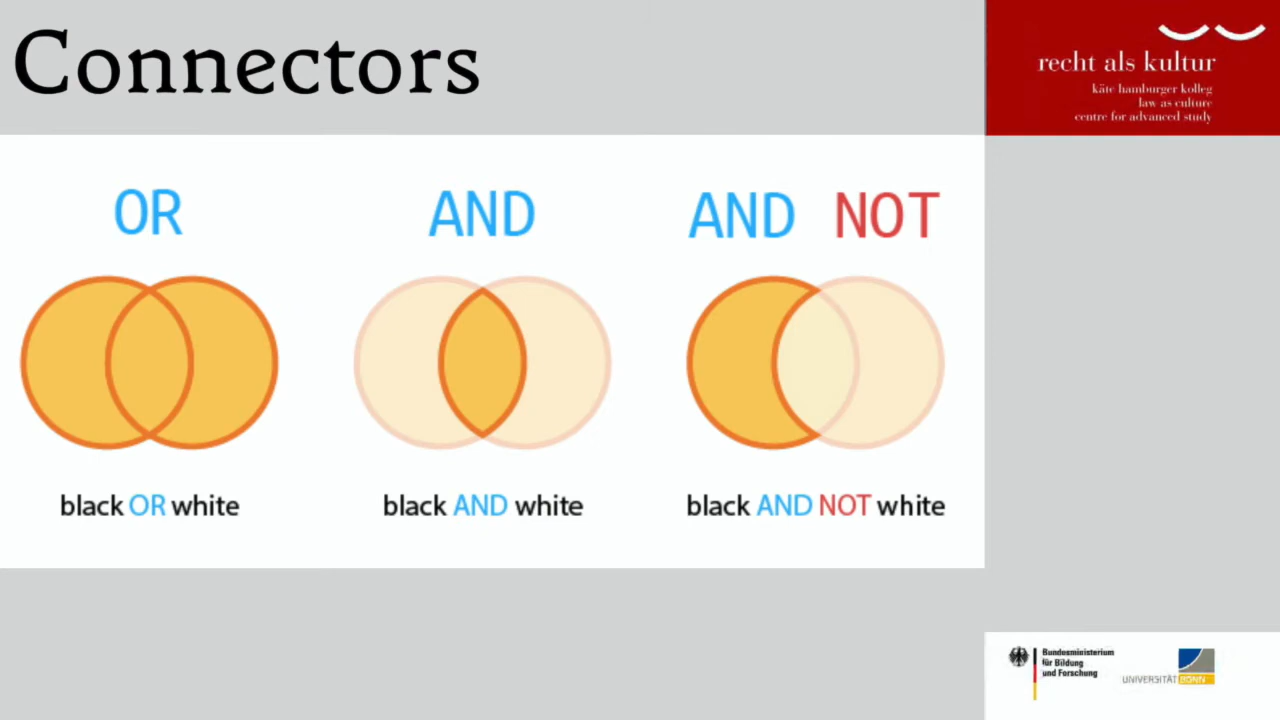 Connectors
recht als kultur
käte hamburger kolleg
law as culture
centre for advanced study
OR
AND
AND NOT
black OR white
black AND white
black AND NOT white
Bundesministerium
für Bildung
und Forschung
UNIVERSITÄT BONN